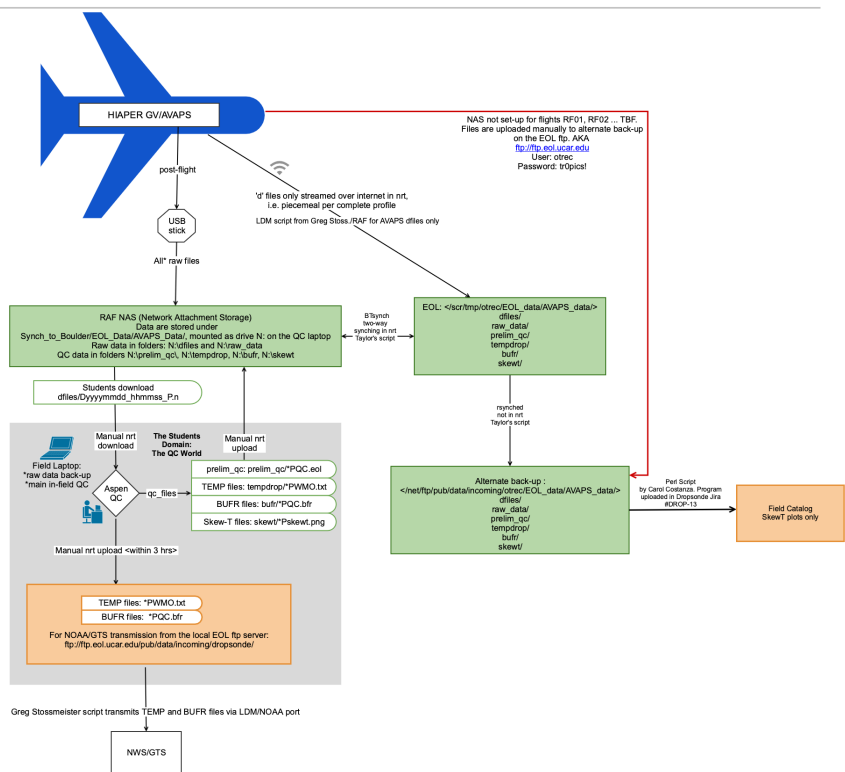 HIAPER GV/AVAPS
NAS not set-up for flights RF01, RF02 ... TBF.
Files are uploaded manually to alternate back-up
on the EOL ftp. AKA
ftp://ftp.eol.ucar.edu
User: otrec
Password: tr0pics!
post-flight
'd' files only streamed over internet in nrt,
i.e. piecemeal per complete profile
LDM script from Greg Stoss./RAF for AVAPS dfiles only
USB
stick
All* raw files
RAF NAS (Network Attachment Storage)
Data are stored under
Synch_to_Boulder/EOL_Data/AVAPS_Data/, mounted as drive N: on the QC laptop
Raw data in folders: N:\dfiles and N:\raw_data
QC data in folders N:\prelim_qc\, N:\tempdrop, N:\bufr, N:\skewt
BTsynch
two-way
synching in nrt
Taylor's script
EOL: </scr/tmp/otrec/EOL_data/AVAPS_data/>
dfiles/
raw_data/
prelim_qc/
tempdrop/
bufr/
skewt/
Students download
dfiles/Dyyyymmdd_hhmmss_P.n
rsynched
not in nrt
Taylor's script
Manual nrt
download
The Students
Domain:
The QC World
Manual nrt
upload
Field Laptop:
*raw data back-up
*main in-field QC
Aspen
QC
qc_files
prelim_qc: prelim_qc/*PQC.eol
TEMP files: tempdrop/*PWMO.txt
BUFR files: bufr/*PQC.bfr
Skew-T files: skewt/*Pskewt.png
Alternate back-up :
</net/ftp/pub/data/incoming/otrec/EOL_data/AVAPS_data/>
dfiles/
raw_data/
prelim_qc/
tempdrop/
bufr/
skewt/
Perl Script
by Carol Costanza. Program
uploaded in Dropsonde Jira
#DROP-13
Field Catalog
SkewT plots only
Manual nrt upload <within 3 hrs>
TEMP files: *PWMO.txt
BUFR files: *PQC.bfr
For NOAA/GTS transmission from the local EOL ftp server:
ftp://ftp.eol.ucar.edu/pub/data/incoming/dropsonde/
Greg Stossmeister script transmits TEMP and BUFR files via LDM/NOAA port
NWS/GTS